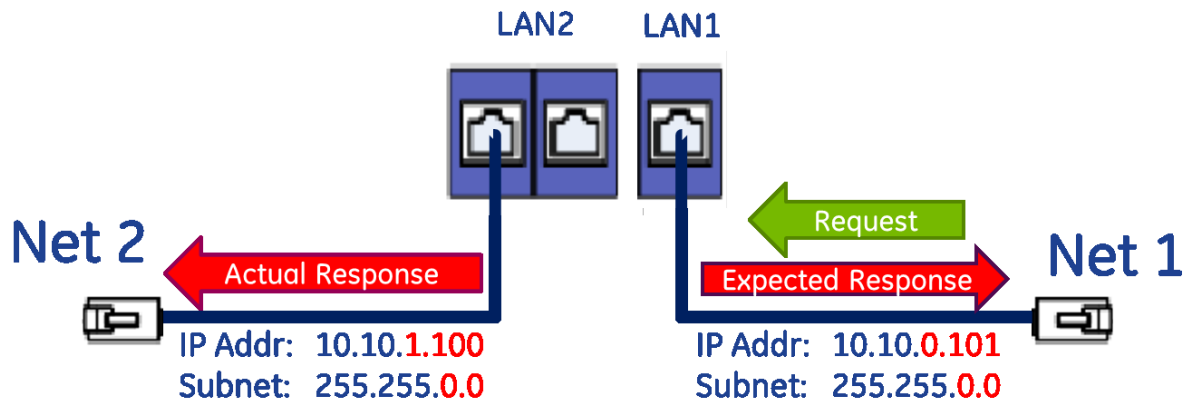 LAN2
LAN1
Net 2
Actual Response
IP Addr: 10.10.1.100
Subnet: 255.255.0.0
Request
Expected Response
Net 1
IP Addr: 10.10.0.101
Subnet: 255.255.0.0